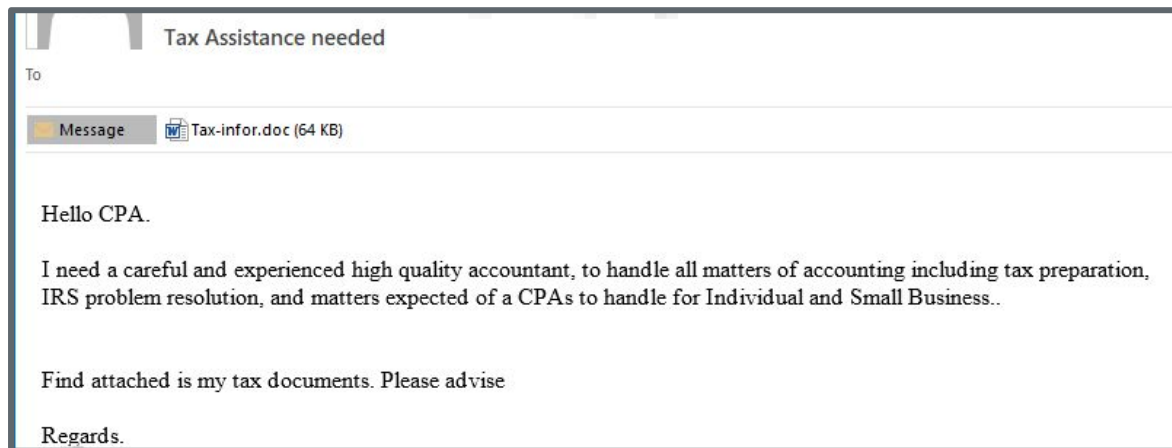 Tax Assistance needed
To
Message Tax-infor.doc (64 KB)
Hello CPA.
I need a careful and experienced high quality accountant, to handle all matters of accounting including tax preparation,
IRS problem resolution, and matters expected of a CPAs to handle for Individual and Small Business..
Find attached is my tax documents. Please advise
Regards.